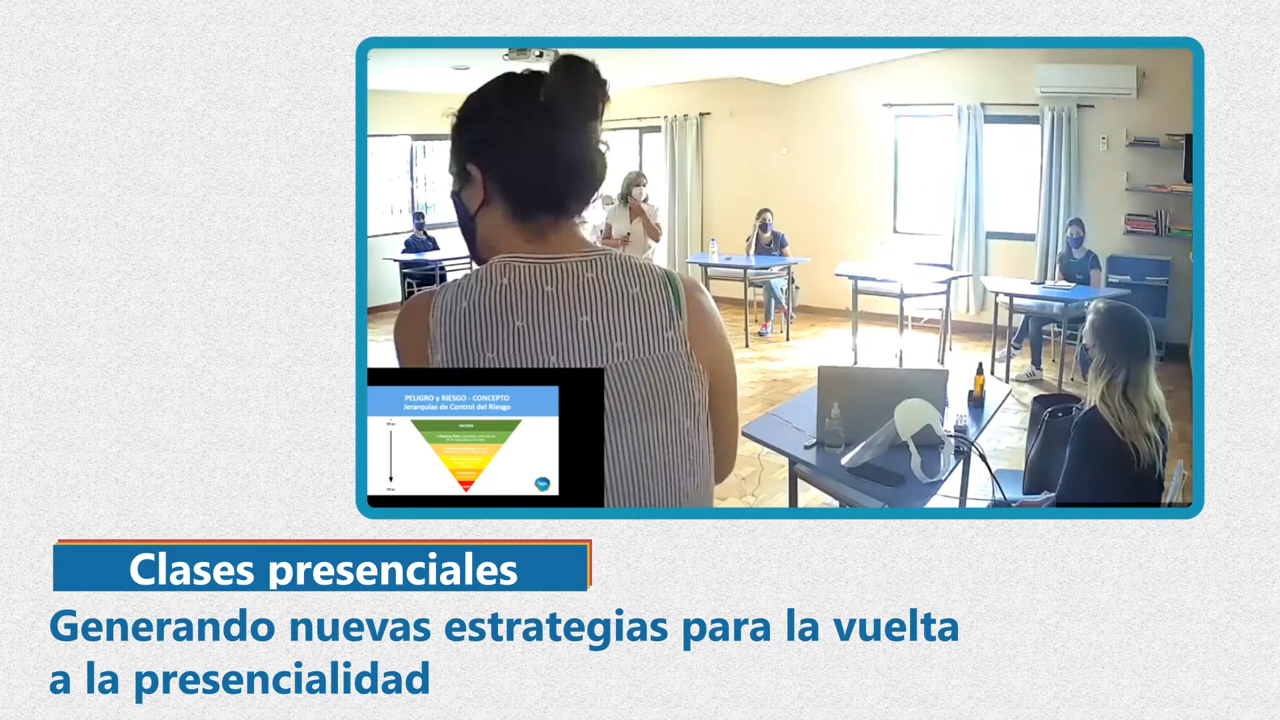 PELIGRO y RIESGO - CONCEPTO
Jerarquías de Control del Riesgo
Clases presenciales
Generando nuevas estrategias para la vuelta
a la presencialidad